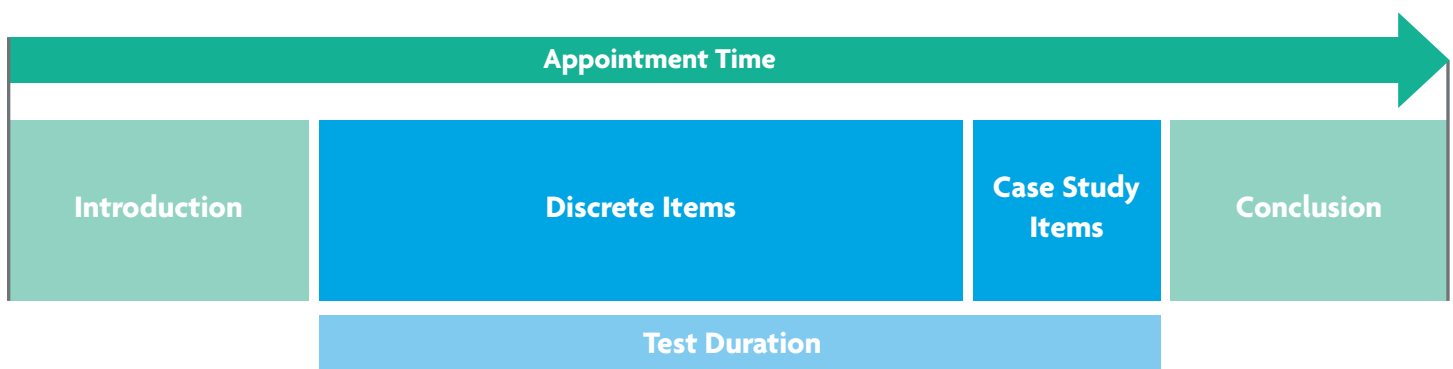 Appointment Time
Introduction
Discrete Items
Case Study
Items
Conclusion
Test Duration